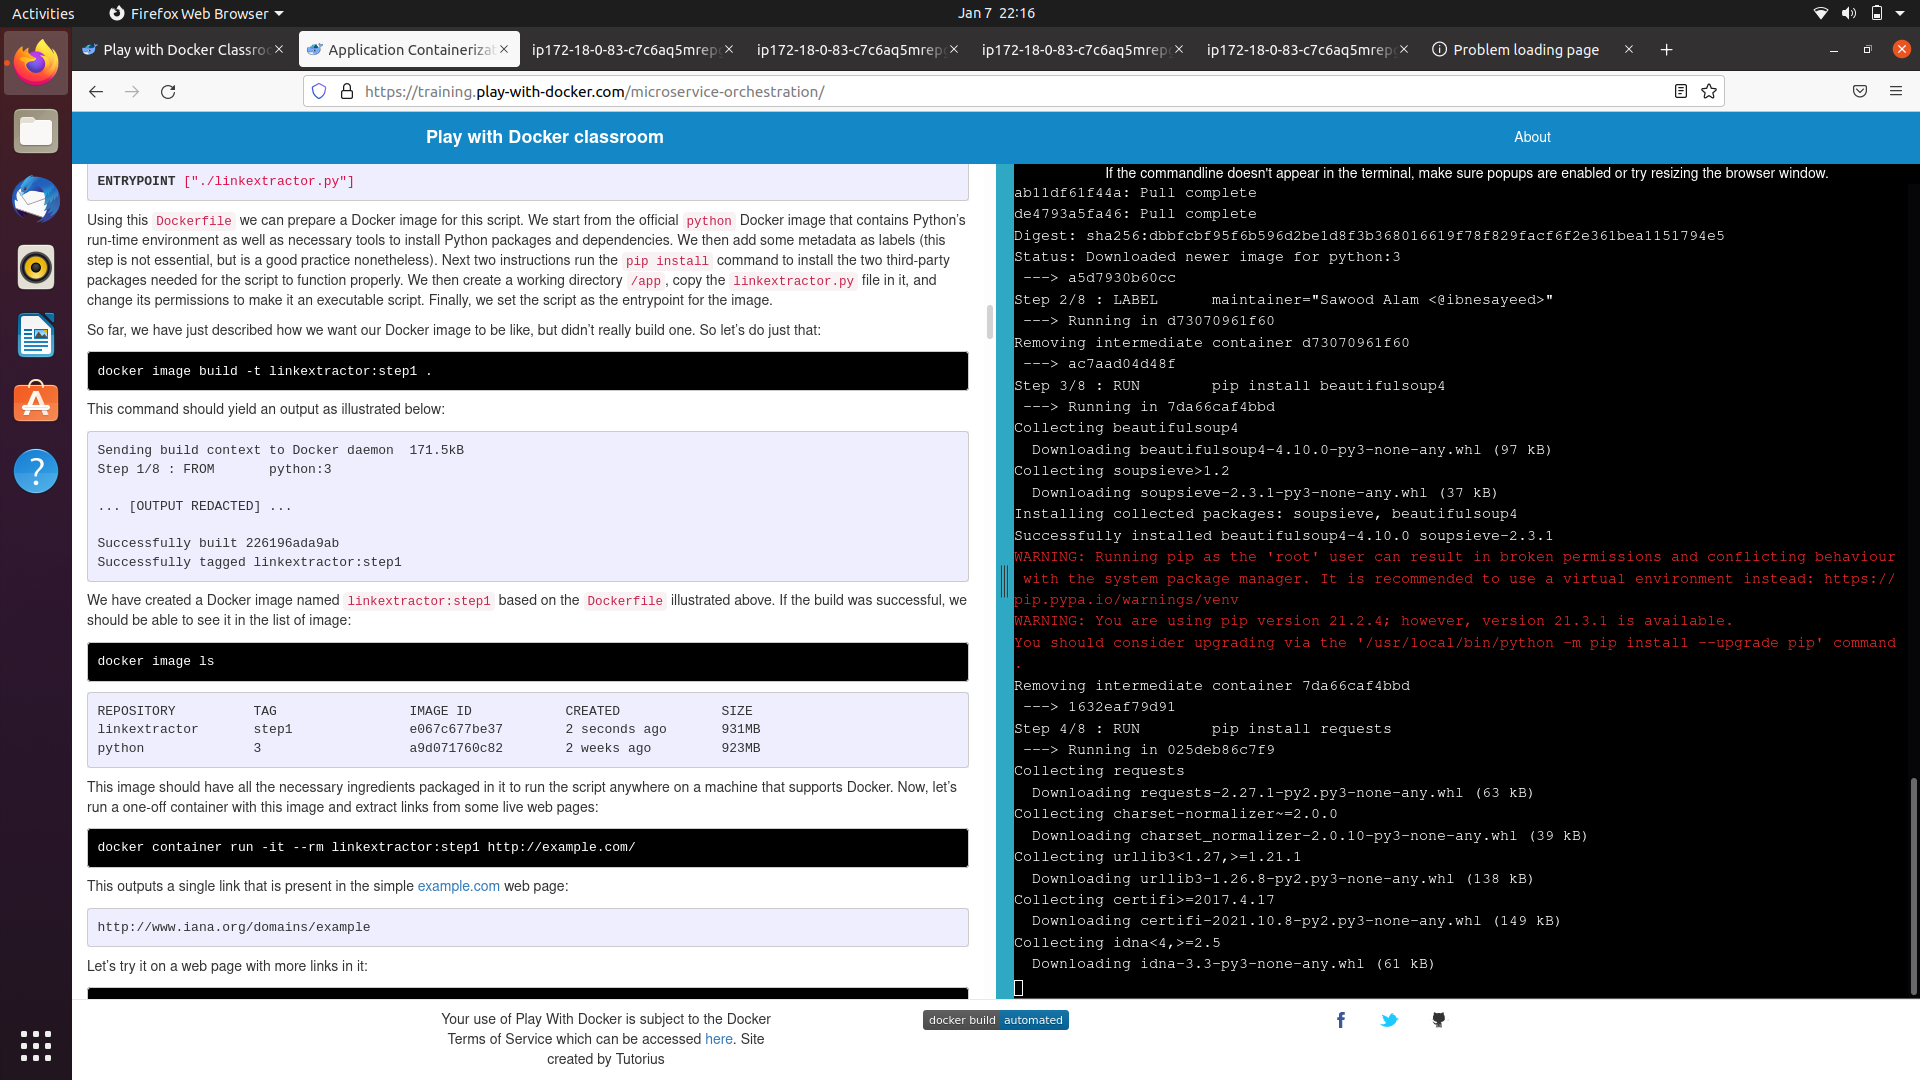 Activities
Firefox Web Browser
Jan 7 22:16
Play with Docker Classro
Application Containerizat
ip172-18-0-83-c7c6aq5mrep
ip172-18-0-83-c7c6aq5mrep
ip172-18-0-83-c7c6aq5mrep
ip172-18-0-83-c7c6aq5mrep
Problem loading page
https://training.play-with-docker.com/microservice-orchestration/
Play with Docker classroom
About
ENTRYPOINT ["./linkextractor.py"]
Using this Dockerfile we can prepare a Docker image for this script. We start from the official python Docker image that contains Python's
run-time environment as well as necessary tools to install Python packages and dependencies. We then add some metadata as labels (this
step is not essential, but is a good practice nonetheless). Next two instructions run the pip install command to install the two third-party
packages needed for the script to function properly. We then create a working directory /app , copy the linkextractor.py file in it, and
change its permissions to make it an executable script. Finally, we set the script as the entrypoint for the image.
So far, we have just described how we want our Docker image to be like, but didn't really build one. So let's do just that:
docker image build -t linkextractor:step1 .
This command should yield an output as illustrated below:
Sending build context to Docker daemon  171.5kB
Step 1/8 : FROM       python:3
... [OUTPUT REDACTED] ...
Successfully built 226196ada9ab
Successfully tagged linkextractor:step1
We have created a Docker image named linkextractor:step1 based on the Dockerfile illustrated above. If the build was successful, we
should be able to see it in the list of image:
docker image ls
REPOSITORY          TAG                 IMAGE ID            CREATED             SIZE
linkextractor       step1               e067c677be37        2 seconds ago       931MB
python              3                   a9d071760c82        2 weeks ago         923MB
This image should have all the necessary ingredients packaged in it to run the script anywhere on a machine that supports Docker. Now, let's
run a one-off container with this image and extract links from some live web pages:
docker container run -it --rm linkextractor:step1 http://example.com/
This outputs a single link that is present in the simple example.com web page:
http://www.iana.org/domains/example
Let's try it on a web page with more links in it:
If the commandline doesn't appear in the terminal, make sure popups are enabled or try resizing the browser window.
ab11df61f44a: Pull complete
de4793a5fa46: Pull complete
Digest: sha256:dbbfcbf95f6b596d2be1d8f3b368016619f78f829facf6f2e361bea1151794e5
Status: Downloaded newer image for python:3
---> a5d7930b60cc
Step 2/8 : LABEL      maintainer="Sawood Alam <@ibnesayeed>"
---> Running in d73070961f60
Removing intermediate container d73070961f60
---> ac7aad04d48f
Step 3/8 : RUN        pip install beautifulsoup4
---> Running in 7da66caf4bbd
Collecting beautifulsoup4
Downloading beautifulsoup4-4.10.0-py3-none-any.whl (97 kB)
Collecting soupsieve>1.2
Downloading soupsieve-2.3.1-py3-none-any.whl (37 kB)
Installing collected packages: soupsieve, beautifulsoup4
Successfully installed beautifulsoup4-4.10.0 soupsieve-2.3.1
WARNING: Running pip as the 'root' user can result in broken permissions and conflicting behaviour
with the system package manager. It is recommended to use a virtual environment instead: https://
pip.pypa.io/warnings/venv
WARNING: You are using pip version 21.2.4; however, version 21.3.1 is available.
You should consider upgrading via the '/usr/local/bin/python -m pip install --upgrade pip' command
.
Removing intermediate container 7da66caf4bbd
---> 1632eaf79d91
Step 4/8 : RUN        pip install requests
---> Running in 025deb86c7f9
Collecting requests
Downloading requests-2.27.1-py2.py3-none-any.whl (63 kB)
Collecting charset-normalizer~=2.0.0
Downloading charset_normalizer-2.0.10-py3-none-any.whl (39 kB)
Collecting urllib3<1.27,>=1.21.1
Downloading urllib3-1.26.8-py2.py3-none-any.whl (138 kB)
Collecting certifi>=2017.4.17
Downloading certifi-2021.10.8-py2.py3-none-any.whl (149 kB)
Collecting idna<4,>=2.5
Downloading idna-3.3-py3-none-any.whl (61 kB)
Your use of Play With Docker is subject to the Docker
Terms of Service which can be accessed here. Site
created by Tutorius
docker build automated